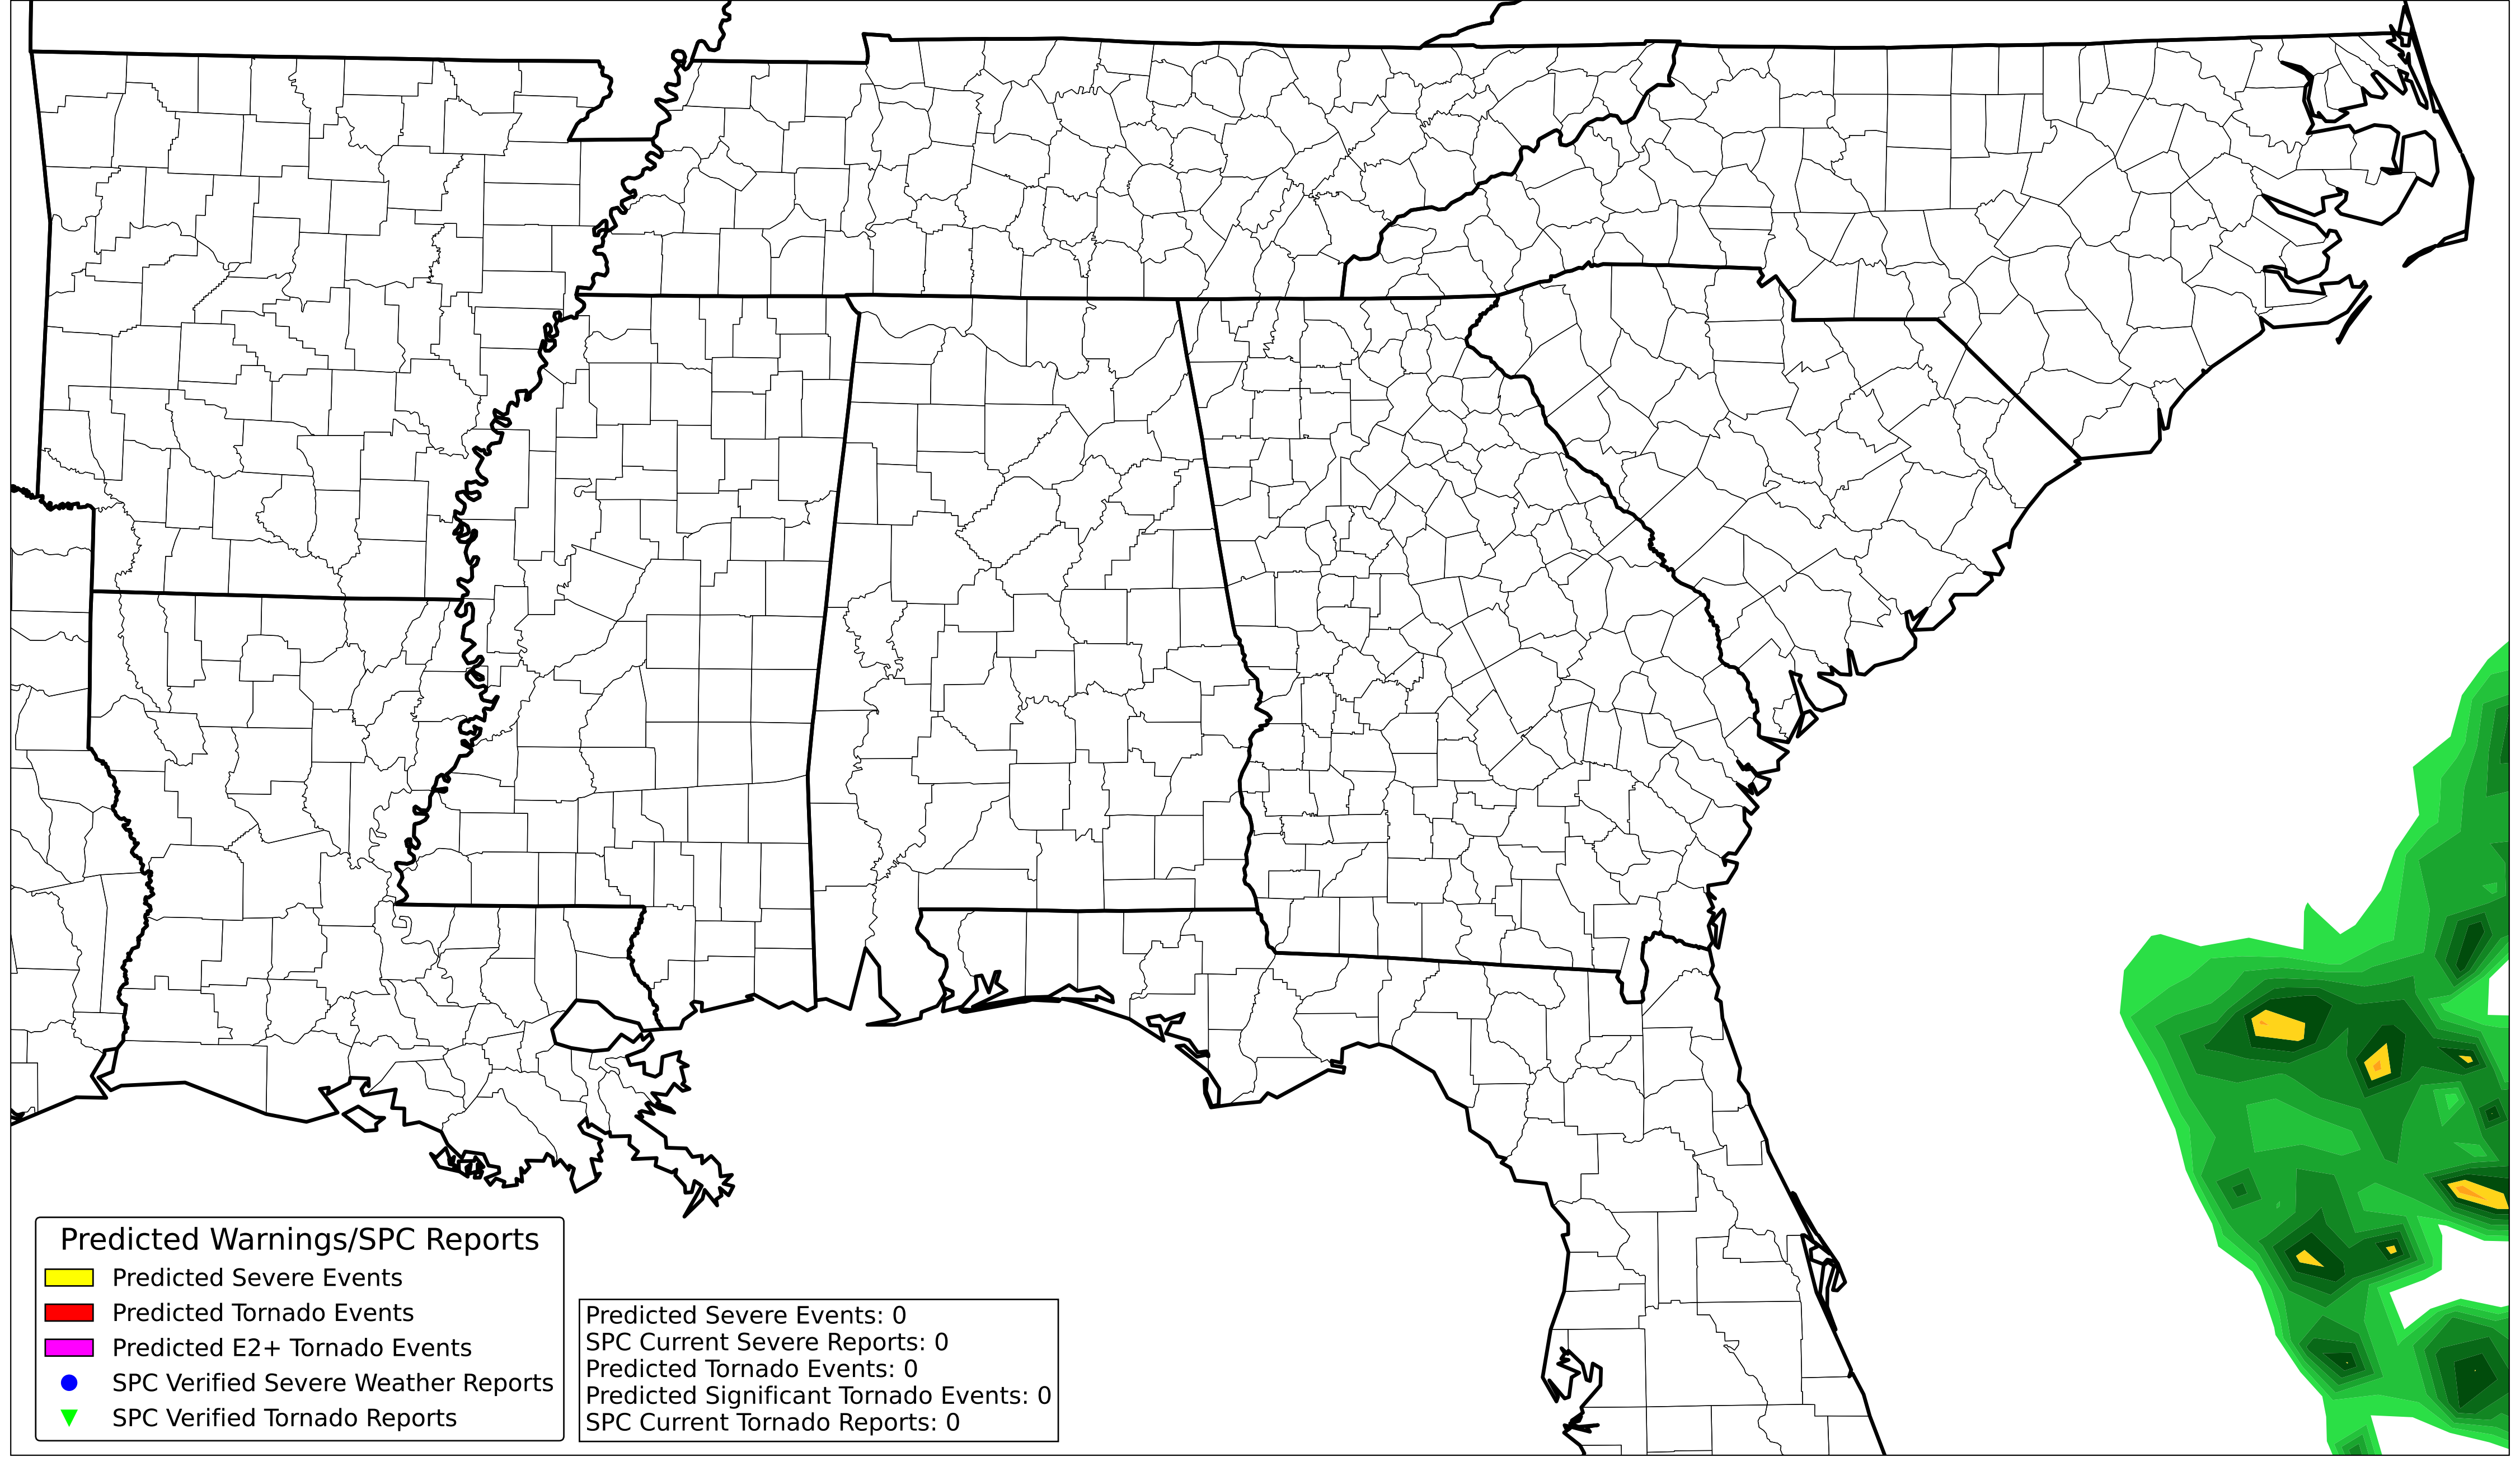 Predicted Warnings/SPC Reports
Predicted Severe Events
Predicted Tornado Events
Predicted E2+ Tornado Events
SPC Verified Severe Weather Reports
SPC Verified Tornado Reports
Predicted Severe Events: 0
SPC Current Severe Reports: 0
Predicted Tornado Events: 0
Predicted Significant Tornado Events: 0
SPC Current Tornado Reports: 0